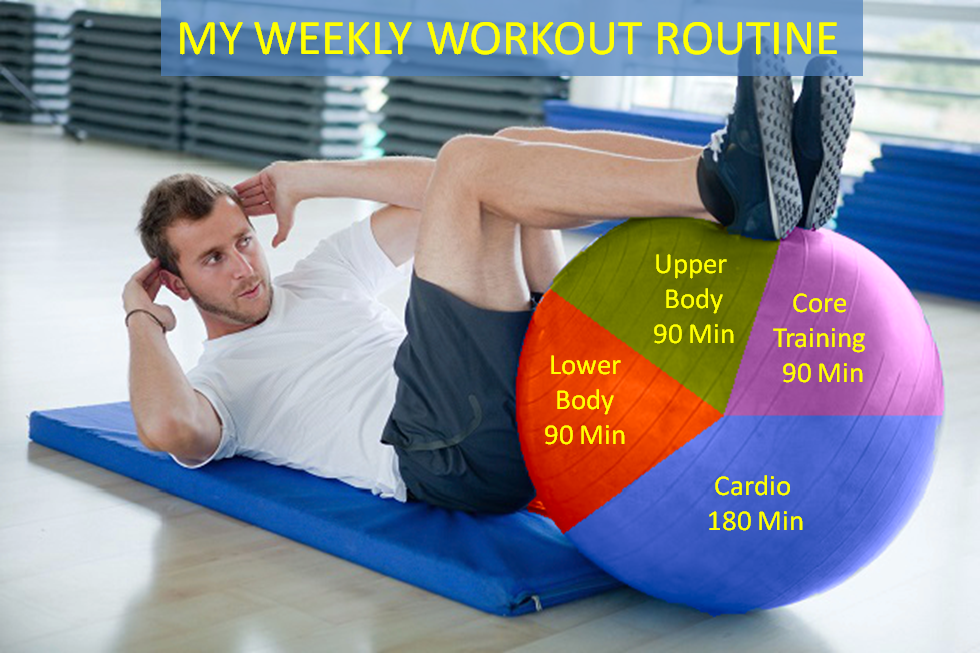 MY WEEKLY WORKOUT ROUTINE
Upper
Body
90 Min
Core
Training
90 Min
Lower
Body
90 Min
Cardio
180 Min